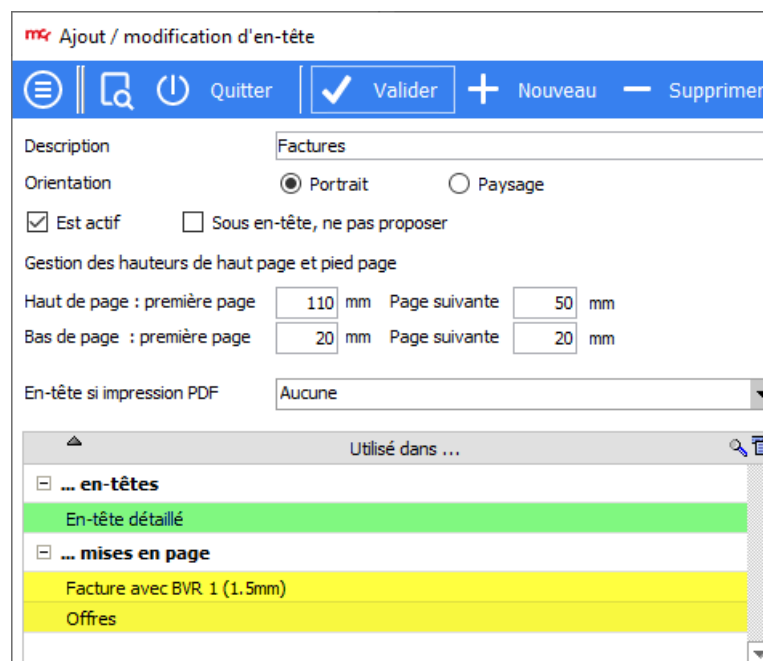 mcr Ajout / modification d'en-tête
Quitter Valider Nouveau Supprimer
Description Factures
Orientation Portrait Paysage
Est actif Sous en-tête, ne pas proposer
Gestion des hauteurs de haut page et pied page
Haut de page : première page 110 mm Page suivante 50 mm
Bas de page : première page 20 mm Page suivante 20 mm
En-tête si impression PDF Aucune
Utilisé dans ...
... en-têtes
En-tête détaillé
... mises en page
Facture avec BVR 1 (1.5mm)
Offres